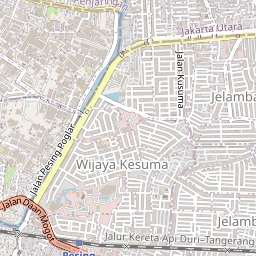 Penjaringan
Jakarta Utara
Jalan Kusuma
Jelamb
Jalan Pesing Poglar
Wijaya Kesuma
Jalan Daan Mogot
Jelamb
Jalur Kereta Api Duri–Tangerang
Pesing